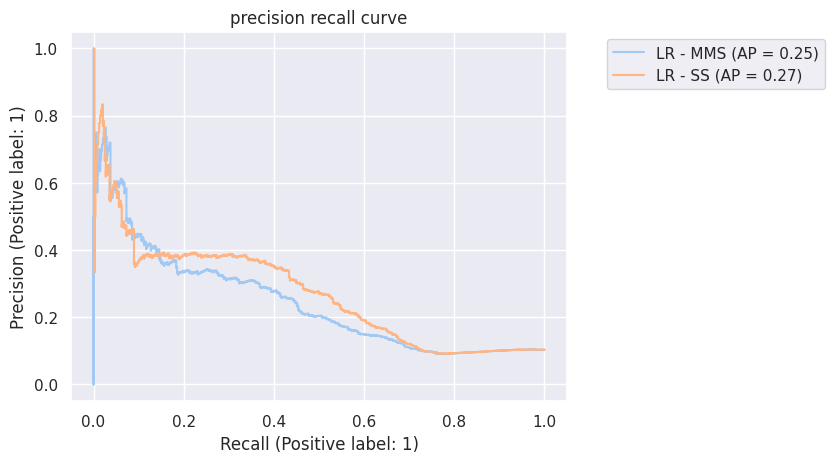 precision recall curve
LR - MMS (AP = 0.25)
LR - SS (AP = 0.27)
Precision (Positive label: 1)
1.0
0.8
0.6
0.4
0.2
0.0
0.0 0.2 0.4 0.6 0.8 1.0
Recall (Positive label: 1)